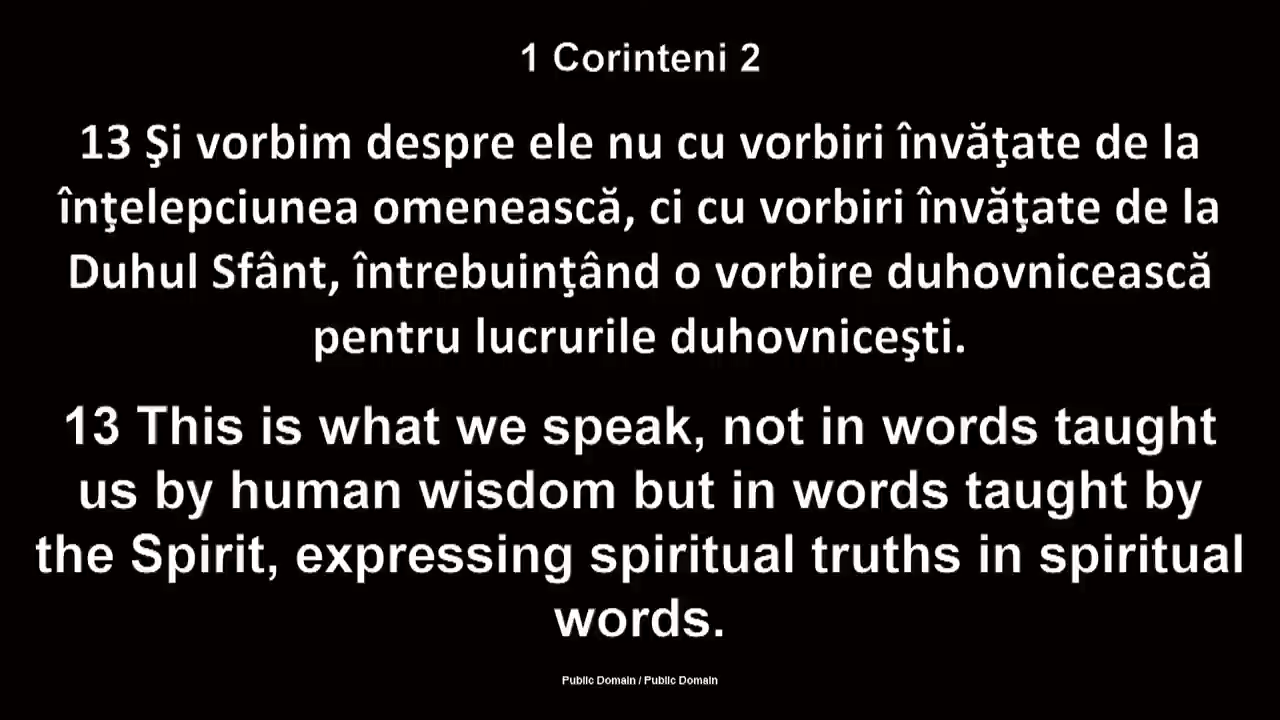 1 Corinteni 2
13 Şi vorbim despre ele nu cu vorbiri învăţate de la
înţelepciunea omenească, ci cu vorbiri învăţate de la
Duhul Sfânt, întrebuinţând o vorbire duhovnicească
pentru lucrurile duhovniceşti.
13 This is what we speak, not in words taught
us by human wisdom but in words taught by
the Spirit, expressing spiritual truths in spiritual
words.
Public Domain / Public Domain